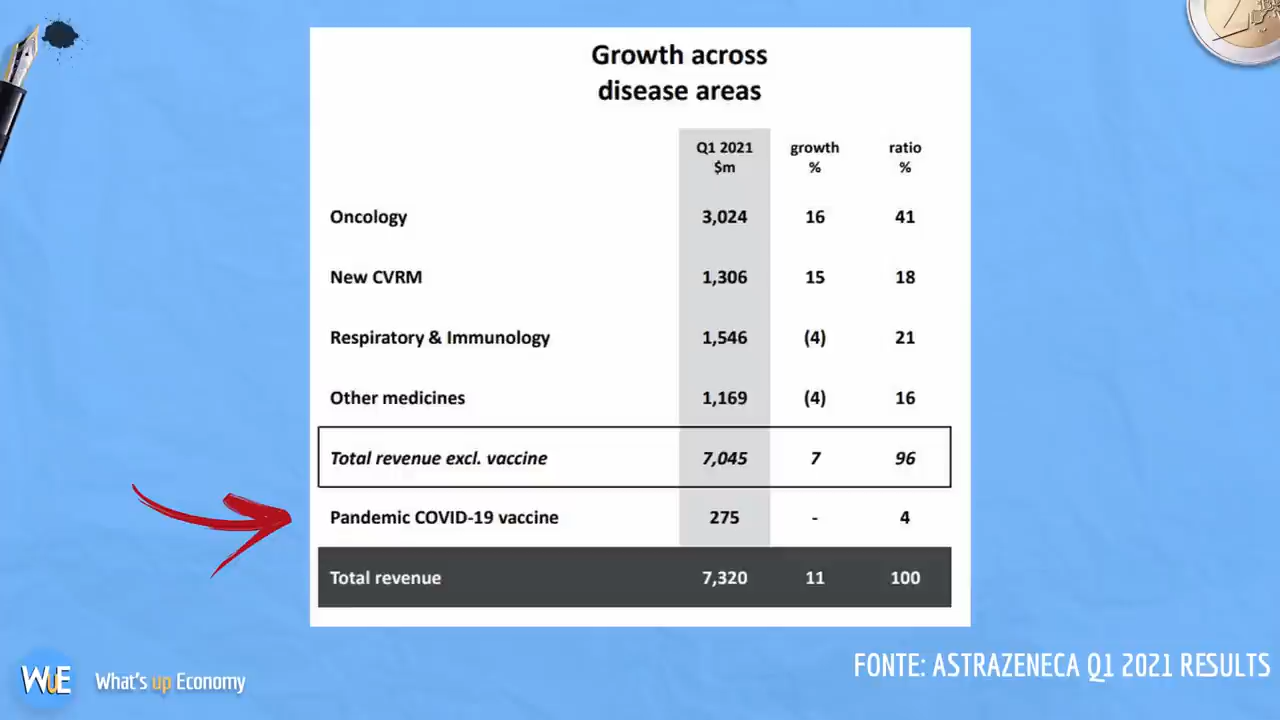 Growth across
disease areas
Q1 2021 growth ratio
$m % %
Oncology 3,024 16 41
New CVRM 1,306 15 18
Respiratory & Immunology 1,546 (4) 21
Other medicines 1,169 (4) 16
Total revenue excl. vaccine 7,045 7 96
Pandemic COVID-19 vaccine 275 - 4
Total revenue 7,320 11 100
FONTE: ASTRAZENECA Q1 2021 RESULTS
WuE What's up Economy